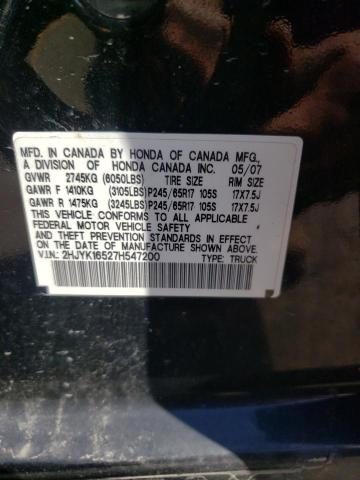 MFD. IN CANADA BY HONDA OF CANADA MFG.,
A DIVISION OF HONDA CANADA INC. 05/07
GVWR 2745KG (6050LBS) TIRE SIZE RIM SIZE
GAWR F 1410KG (3105LBS) P245/65R17 105S 17X7.5J
GAWR R 1475KG (3245LBS) P245/65R17 105S 17X7.5J
THIS VEHICLE CONFORMS TO ALL APPLICABLE
FEDERAL MOTOR VEHICLE SAFETY
AND THEFT PREVENTION STANDARDS IN EFFECT
ON THE DATE OF MANUFACTURE SHOWN ABOVE.
V.I.N.: 2HJYK16527H547200 TYPE: TRUCK